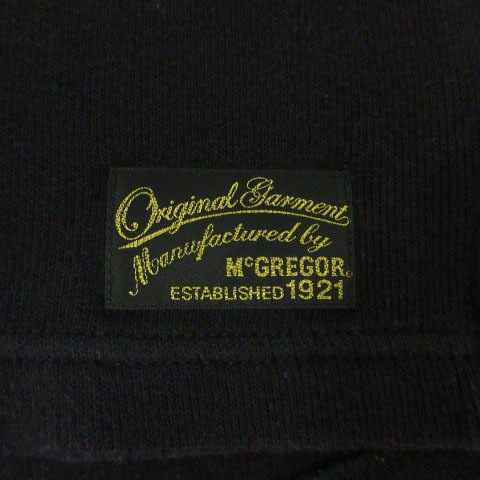 Original Garment
Manufactured by
McGREGOR®
ESTABLISHED 1921